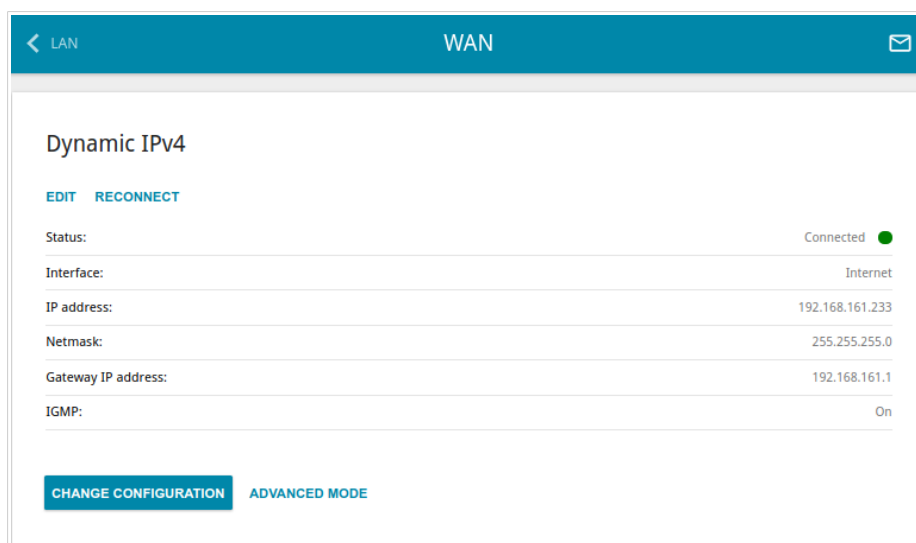 LAN WAN
Dynamic IPv4
EDIT RECONNECT
Status: Connected
Interface: Internet
IP address: 192.168.161.233
Netmask: 255.255.255.0
Gateway IP address: 192.168.161.1
IGMP: On
CHANGE CONFIGURATION ADVANCED MODE